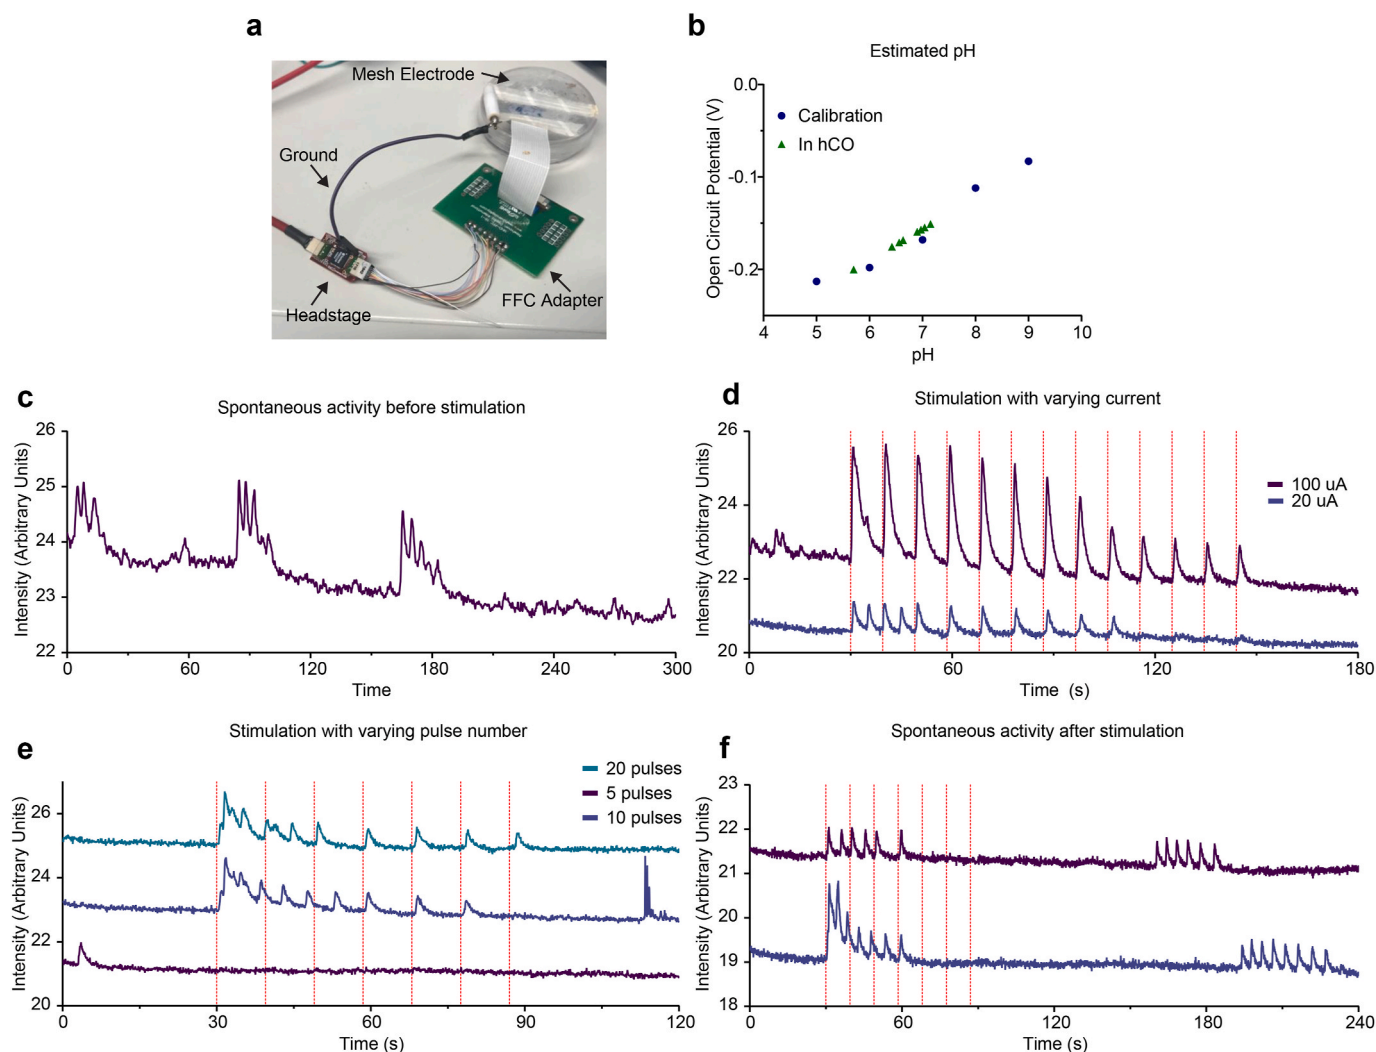 a
Mesh Electrode
Ground
Headstage
FFC Adapter
b
Estimated pH
Open Circuit Potential (V)
0.0
-0.1
-0.2
Calibration
In hCO
4 5 6 7 8 9 10
pH
c
Spontaneous activity before stimulation
Intensity (Arbitrary Units)
26
25
24
23
22
0 60 120 180 240 300
Time
d
Stimulation with varying current
Intensity (Arbitrary Units)
26
24
22
20
100 uA
20 uA
0 60 120 180
Time (s)
e
Stimulation with varying pulse number
Intensity (Arbitrary Units)
20 pulses
5 pulses
10 pulses
26
24
22
20
0 30 60 90 120
Time (s)
f
Spontaneous activity after stimulation
Intensity (Arbitrary Units)
23
22
21
20
19
18
0 60 120 180 240
Time (s)